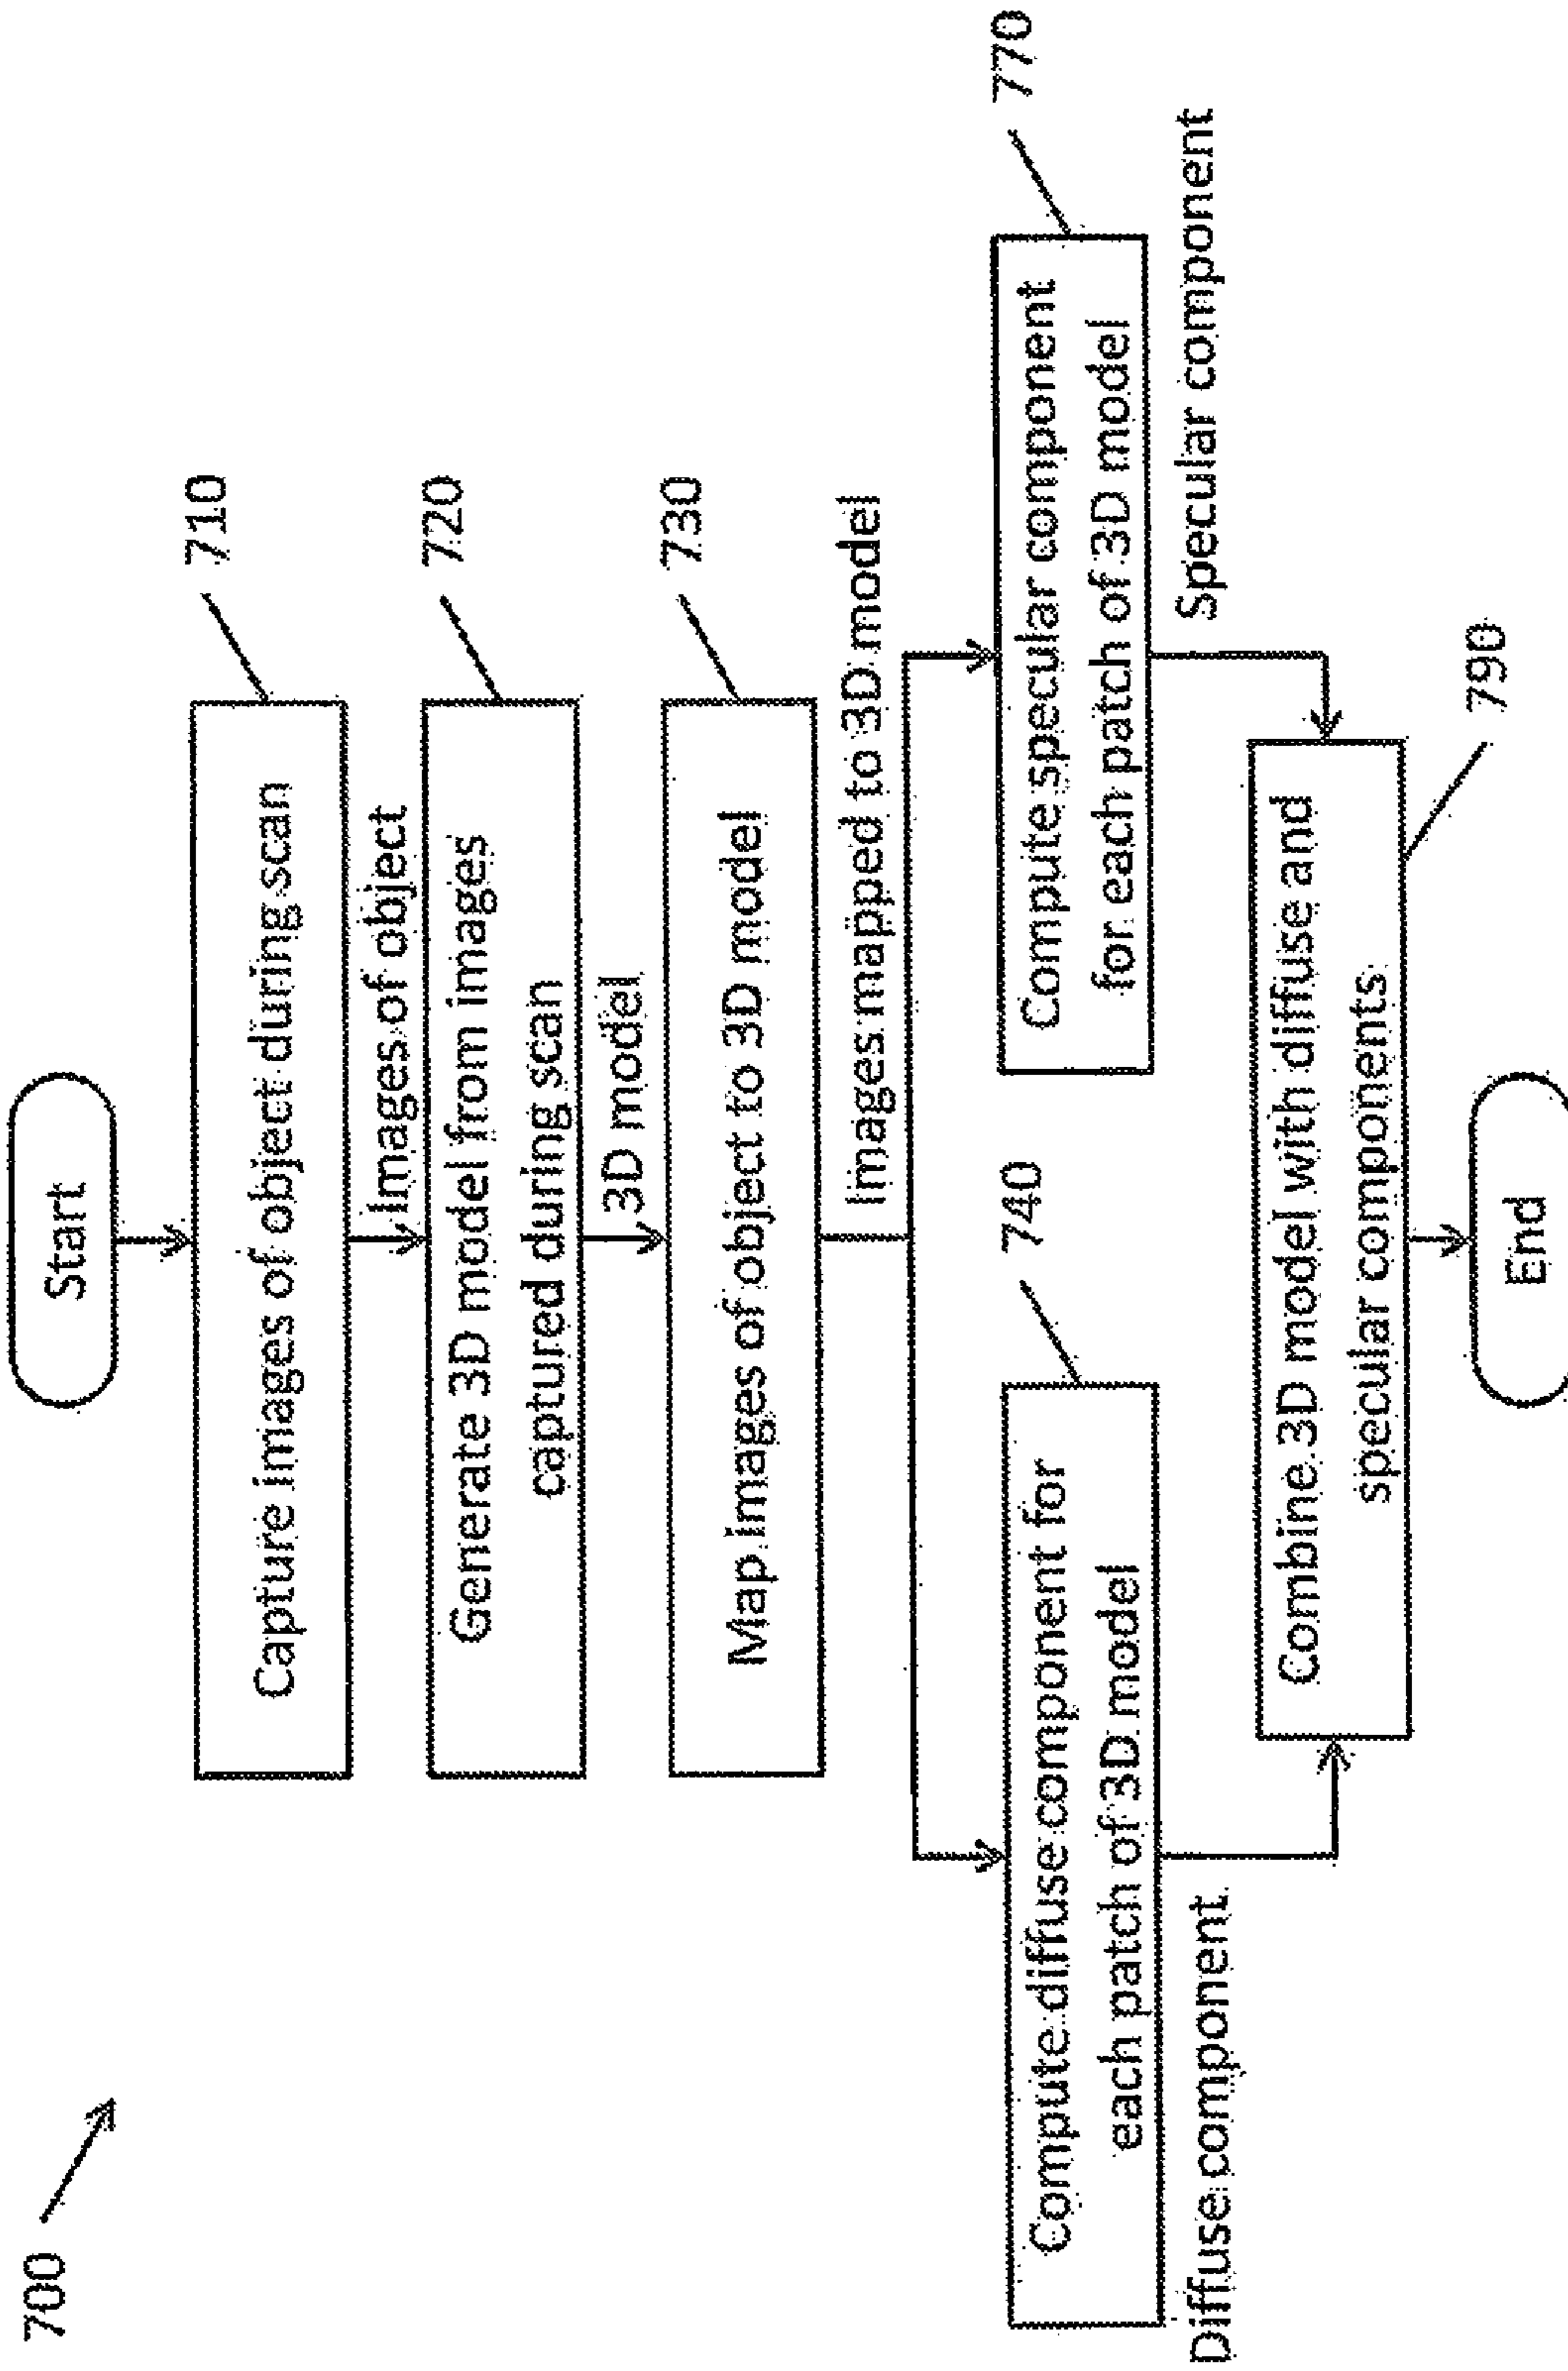 700
Start
710
Capture images of object during scan
Images of object
720
Generate 3D model from images
captured during scan
3D model
730
Map images of object to 3D model
Images mapped to 3D model
740
Compute diffuse component for
each patch of 3D model
770
Compute specular component
for each patch of 3D model
Diffuse component
Specular component
Combine 3D model with diffuse and
specular components
790
End